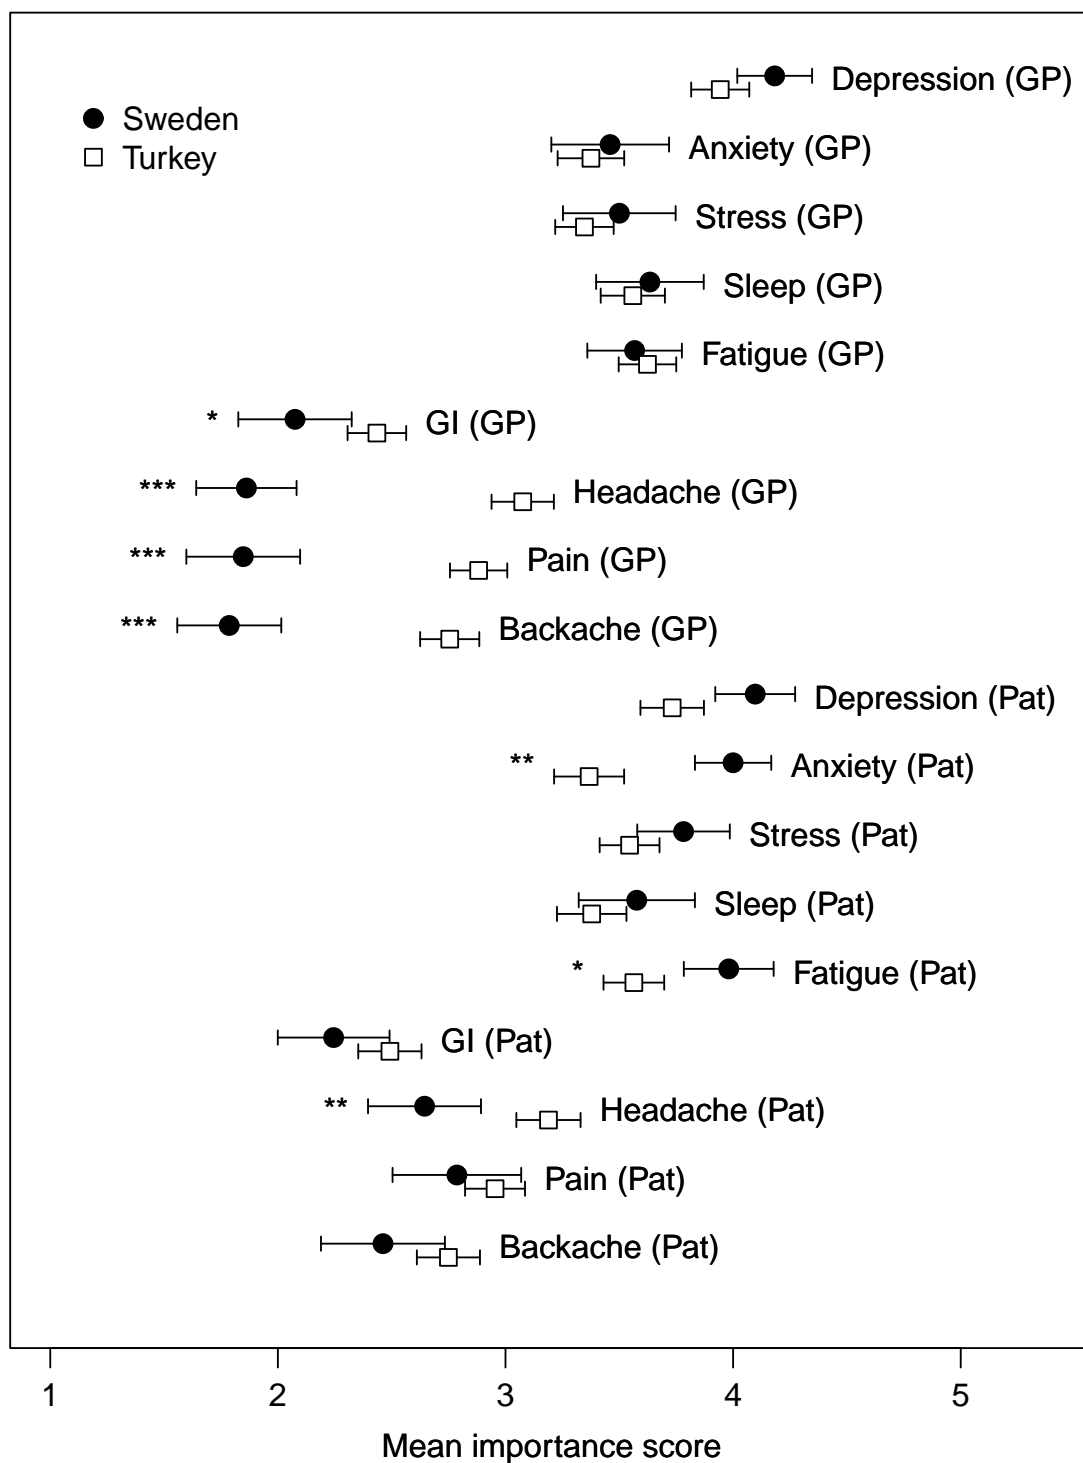 Depression (GP)
Sweden
Turkey
Anxiety (GP)
Stress (GP)
Sleep (GP)
Fatigue (GP)
* GI (GP)
*** Headache (GP)
*** Pain (GP)
*** Backache (GP)
Depression (Pat)
** Anxiety (Pat)
Stress (Pat)
Sleep (Pat)
* Fatigue (Pat)
GI (Pat)
** Headache (Pat)
Pain (Pat)
Backache (Pat)
1 2 3 4 5
Mean importance score